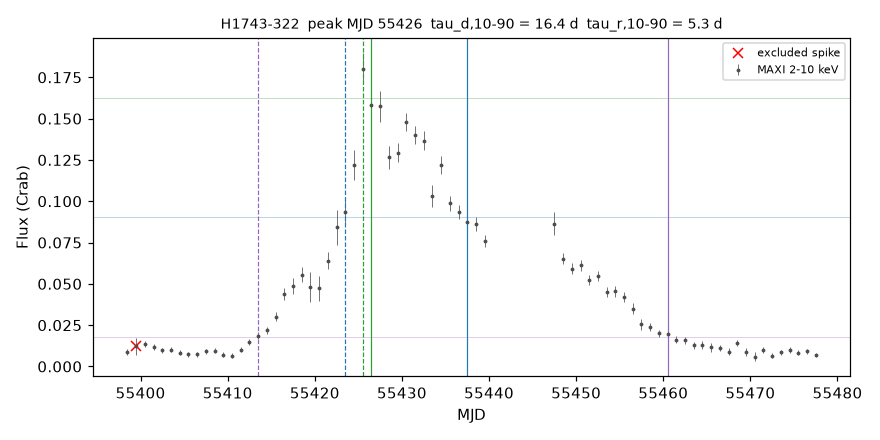 H1743-322  peak MJD 55426  tau_d,10-90 = 16.4 d  tau_r,10-90 = 5.3 d
excluded spike
MAXI 2-10 keV
Flux (Crab)
0.175
0.150
0.125
0.100
0.075
0.050
0.025
0.000
55400 55410 55420 55430 55440 55450 55460 55470 55480
MJD